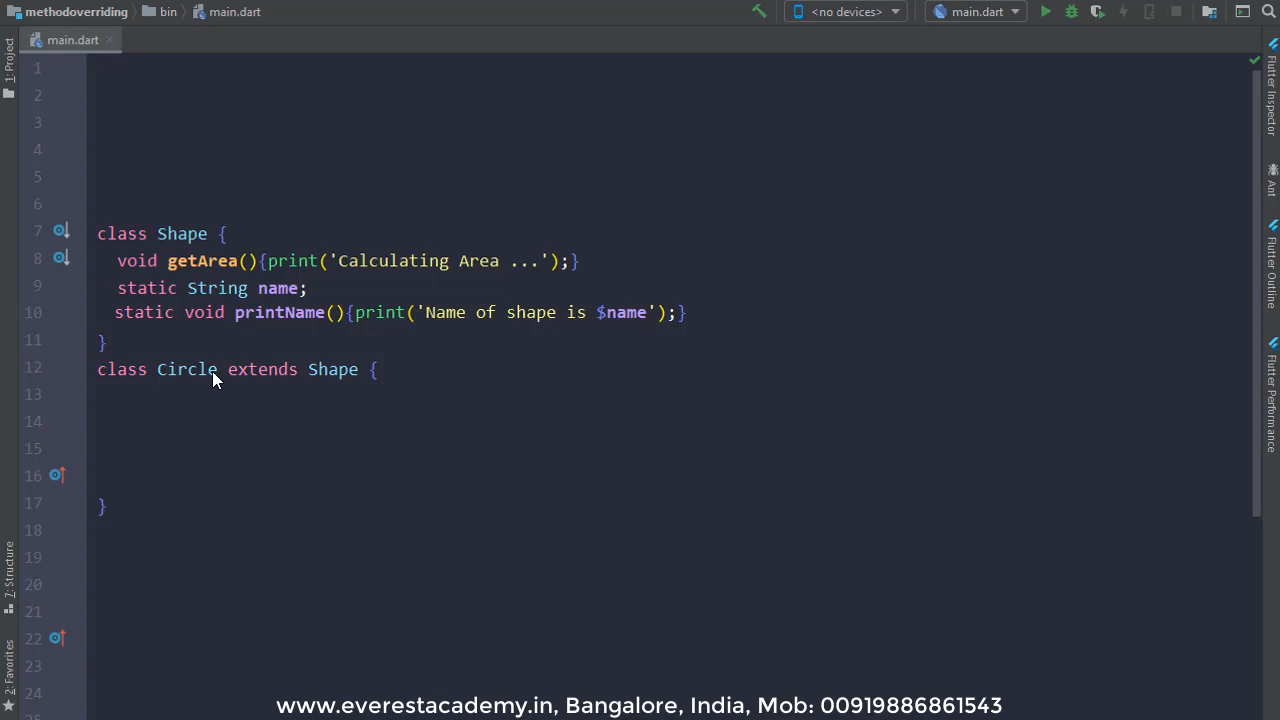 methodoverriding bin main.dart <no devices> main.dart
main.dart
1: Project
7: Structure
2: Favorites
1
2
3
4
5
6
7 class Shape {
8 void getArea(){print('Calculating Area ...');}
9 static String name;
10 static void printName(){print('Name of shape is $name');}
11 }
12 class Circle extends Shape {
13
14
15
16
17 }
18
19
20
21
22
23
24
Flutter Inspector
Ant
Flutter Outline
Flutter Performance
www.everestacademy.in, Bangalore, India, Mob: 00919886861543